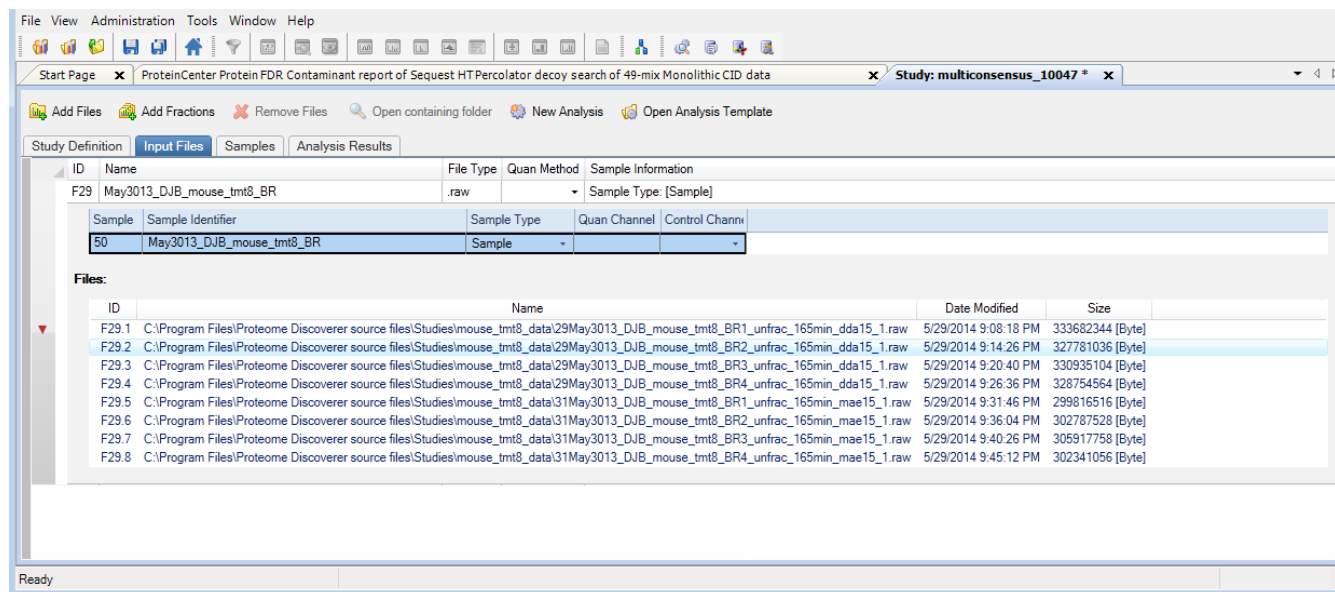 File View Administration Tools Window Help
Start Page x ProteinCenter Protein FDR Contaminant report of Sequest HT Percolator decoy search of 49-mix Monolithic CID data x Study: multiconsensus_10047 * x
Add Files Add Fractions Remove Files Open containing folder New Analysis Open Analysis Template
Study Definition Input Files Samples Analysis Results
ID Name File Type Quan Method Sample Information
F29 May3013_DJB_mouse_tmt8_BR .raw Sample Type: [Sample]
Sample Sample Identifier Sample Type Quan Channel Control Channe
50 May3013_DJB_mouse_tmt8_BR Sample
Files:
ID Name Date Modified Size
F29.1 C:\Program Files\Proteome Discoverer source files\Studies\mouse_tmt8_data\29May3013_DJB_mouse_tmt8_BR1_unfrac_165min_dda15_1.raw 5/29/2014 9:08:18 PM 333682344 [Byte]
F29.2 C:\Program Files\Proteome Discoverer source files\Studies\mouse_tmt8_data\29May3013_DJB_mouse_tmt8_BR2_unfrac_165min_dda15_1.raw 5/29/2014 9:14:26 PM 327781036 [Byte]
F29.3 C:\Program Files\Proteome Discoverer source files\Studies\mouse_tmt8_data\29May3013_DJB_mouse_tmt8_BR3_unfrac_165min_dda15_1.raw 5/29/2014 9:20:40 PM 330935104 [Byte]
F29.4 C:\Program Files\Proteome Discoverer source files\Studies\mouse_tmt8_data\29May3013_DJB_mouse_tmt8_BR4_unfrac_165min_dda15_1.raw 5/29/2014 9:26:36 PM 328754564 [Byte]
F29.5 C:\Program Files\Proteome Discoverer source files\Studies\mouse_tmt8_data\31May3013_DJB_mouse_tmt8_BR1_unfrac_165min_mae15_1.raw 5/29/2014 9:31:46 PM 299816516 [Byte]
F29.6 C:\Program Files\Proteome Discoverer source files\Studies\mouse_tmt8_data\31May3013_DJB_mouse_tmt8_BR2_unfrac_165min_mae15_1.raw 5/29/2014 9:36:04 PM 302787528 [Byte]
F29.7 C:\Program Files\Proteome Discoverer source files\Studies\mouse_tmt8_data\31May3013_DJB_mouse_tmt8_BR3_unfrac_165min_mae15_1.raw 5/29/2014 9:40:26 PM 305917758 [Byte]
F29.8 C:\Program Files\Proteome Discoverer source files\Studies\mouse_tmt8_data\31May3013_DJB_mouse_tmt8_BR4_unfrac_165min_mae15_1.raw 5/29/2014 9:45:12 PM 302341056 [Byte]
Ready